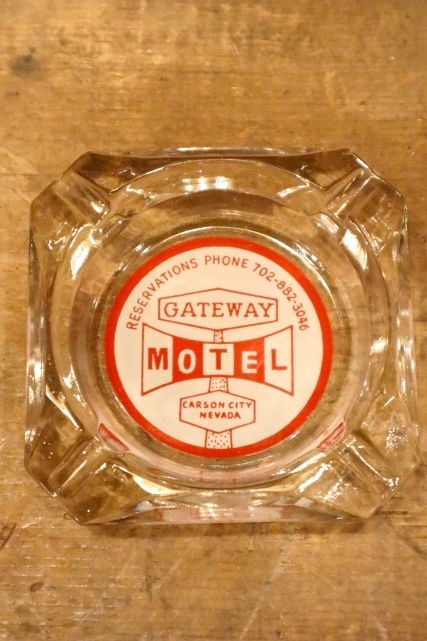 RESERVATIONS PHONE 702-882-3046
GATEWAY
MOTEL
CARSON CITY
NEVADA